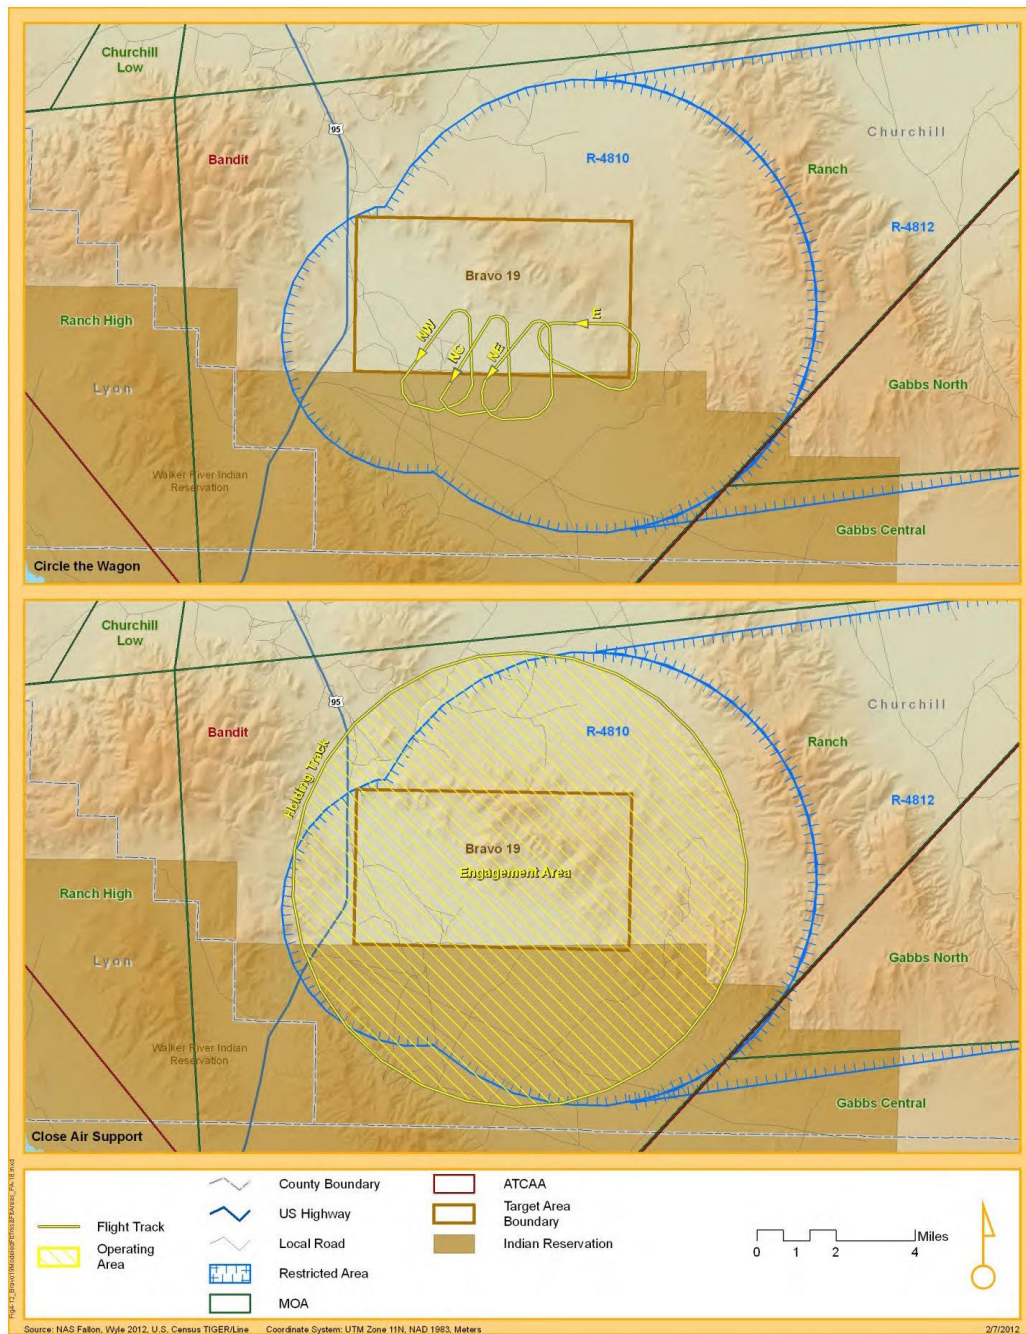 Churchill
Low
95
Churchill
Bandit
R-4810
Ranch
R-4812
Bravo 19
Ranch High
E
NW
NC
NE
Lyon
Gabbs North
Walker River Indian
Reservation
Gabbs Central
Circle the Wagon
Churchill
Low
95
Churchill
Bandit
R-4810
Ranch
Holding Track
R-4812
Bravo 19
Engagement Area
Ranch High
Lyon
Gabbs North
Walker River Indian
Reservation
Gabbs Central
Close Air Support
Flight Track
Operating
Area
County Boundary
US Highway
Local Road
Restricted Area
MOA
ATCAA
Target Area
Boundary
Indian Reservation
Miles
0 1 2 4
Source: NAS Fallon, Wyle 2012, U.S. Census TIGER/Line Coordinate System: UTM Zone 11N, NAD 1983, Meters
2/7/2012